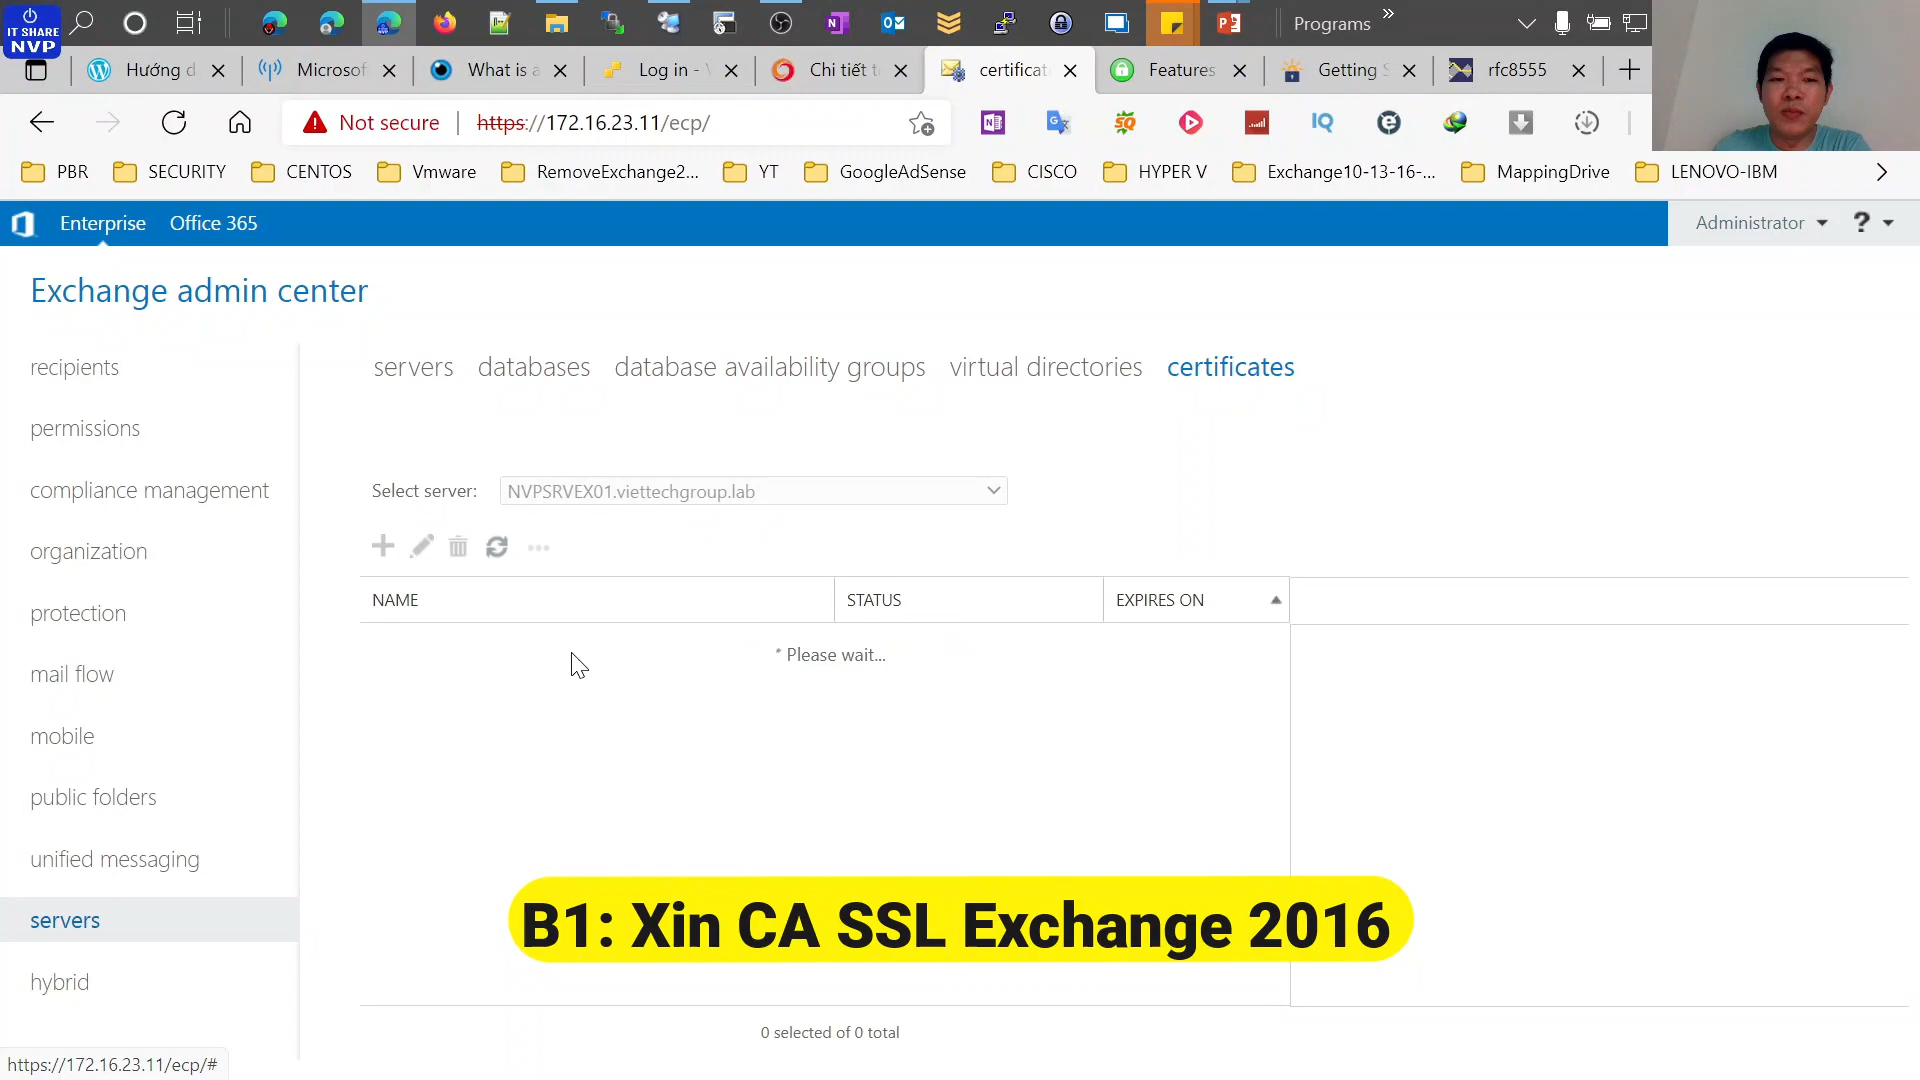 IT SHARE
NVP
Programs »
Hướng d
Microsof
What is a
Log in - V
Chi tiết t
certificat
Features
Getting S
rfc8555
Not secure
https://172.16.23.11/ecp/
PBR
SECURITY
CENTOS
Vmware
RemoveExchange2...
YT
GoogleAdSense
CISCO
HYPER V
Exchange10-13-16-...
MappingDrive
LENOVO-IBM
Enterprise
Office 365
Administrator
?
Exchange admin center
recipients
permissions
compliance management
organization
protection
mail flow
mobile
public folders
unified messaging
servers
hybrid
servers
databases
database availability groups
virtual directories
certificates
Select server:
NVPSRVEX01.viettechgroup.lab
NAME
STATUS
EXPIRES ON
* Please wait...
B1: Xin CA SSL Exchange 2016
0 selected of 0 total
https://172.16.23.11/ecp/#